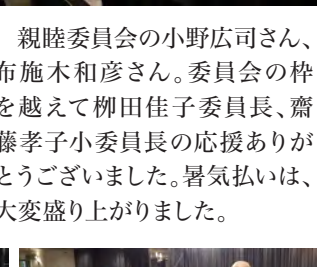 親睦委員会の小野広司さん、
布施木和彦さん。委員会の枠
を越えて栁田佳子委員長、齋
藤孝子小委員長の応援ありが
とうございました。暑気払いは、
大変盛り上がりました。